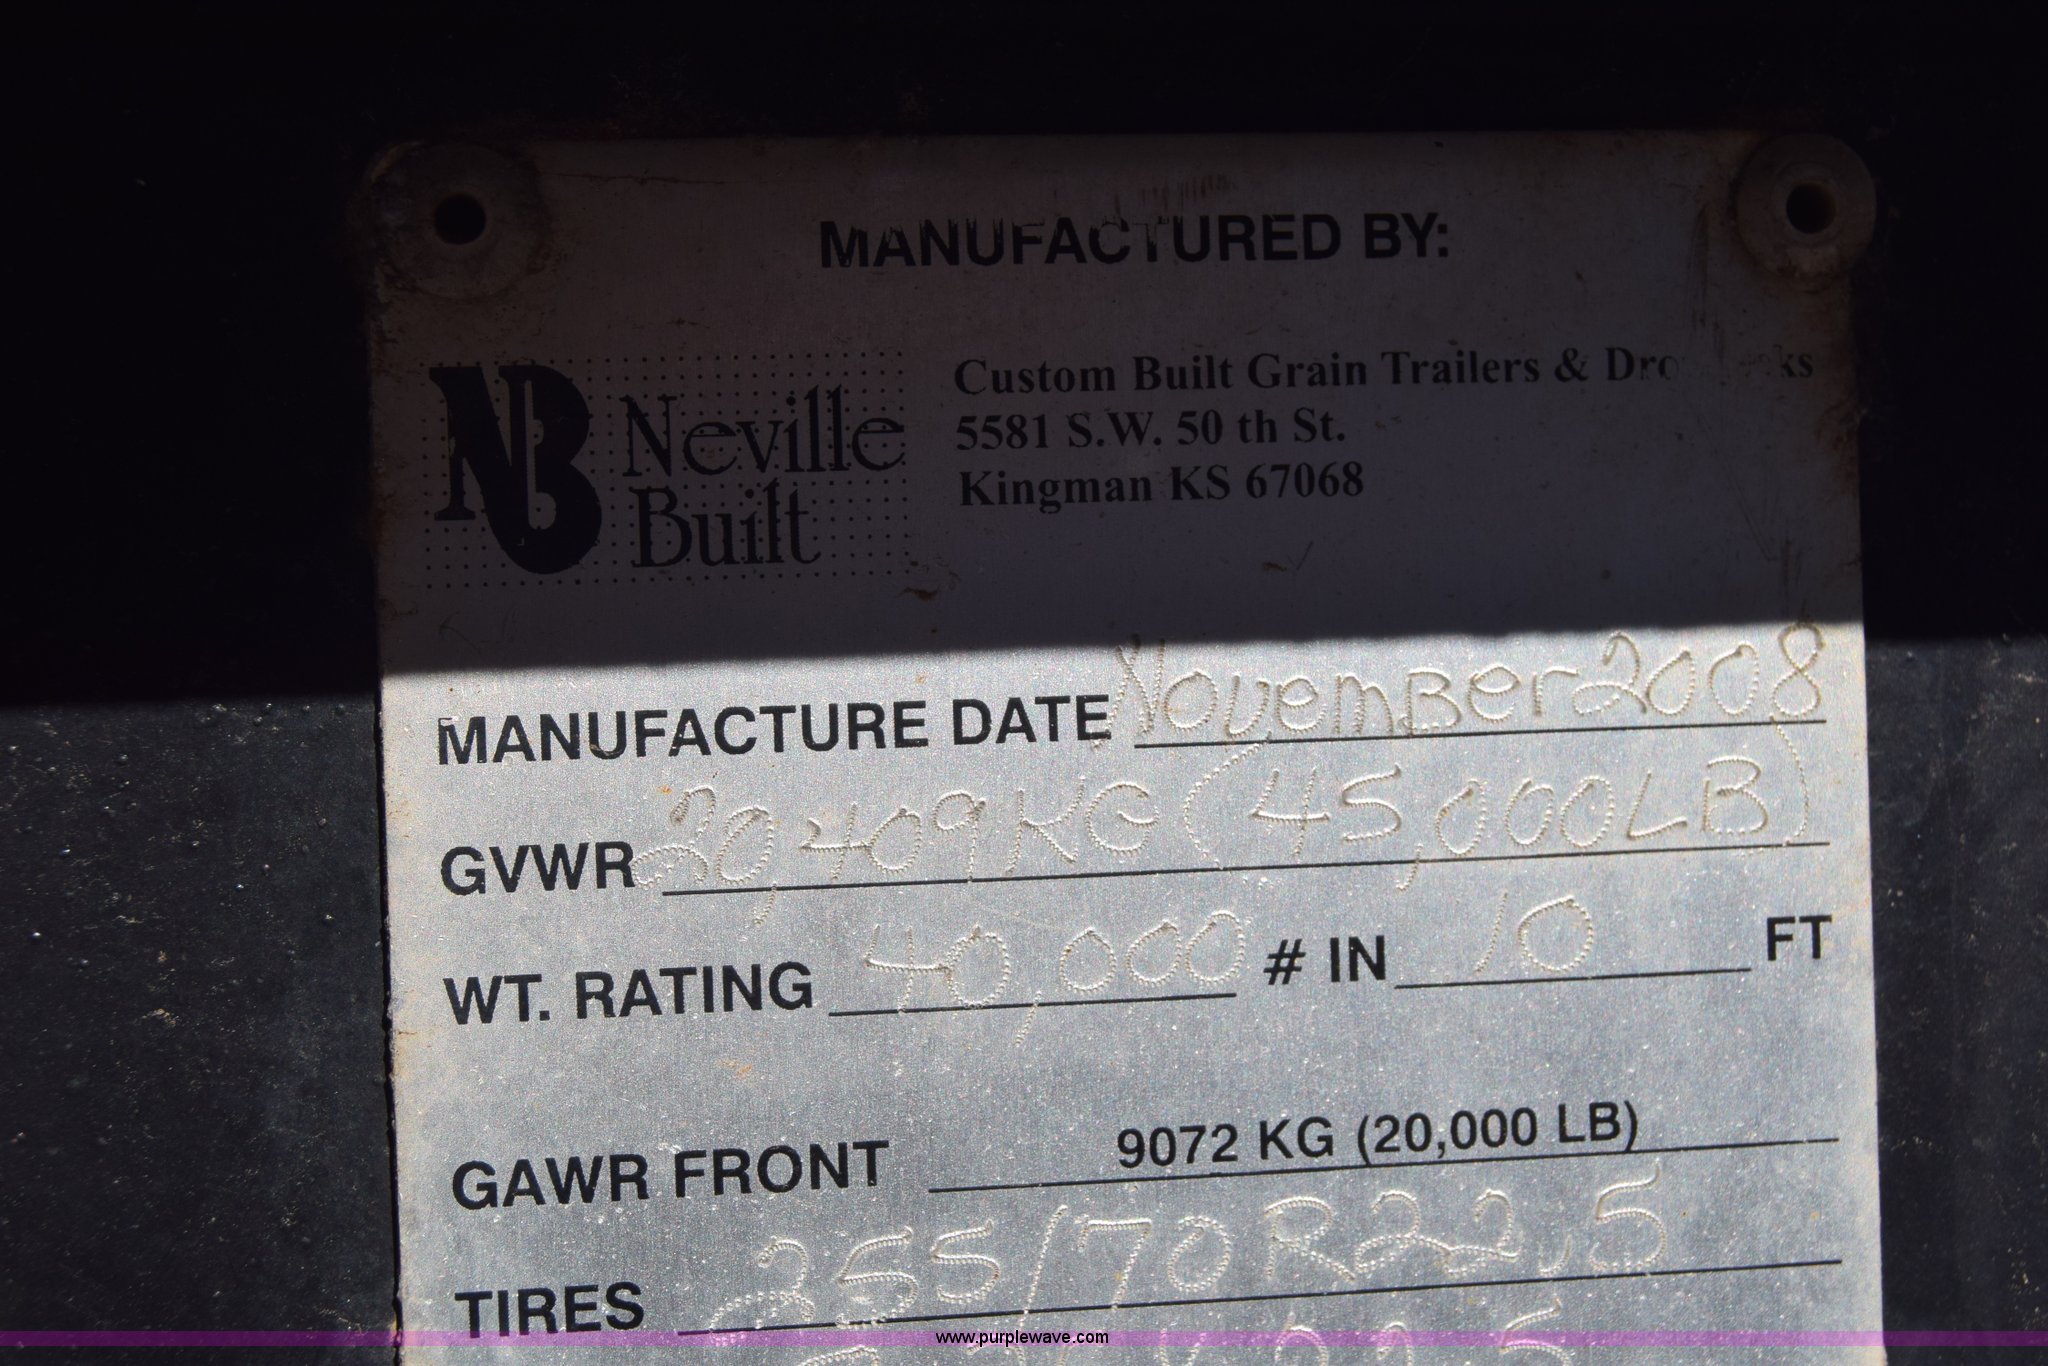 MANUFACTURED BY:
NB Neville Built
Custom Built Grain Trailers &
5581 S.W. 50 th St.
Kingman KS 67068
MANUFACTURE DATE November 2008
GVWR 20,409 KG (45,000 LB)
WT. RATING 40,000 # IN 10 FT
GAWR FRONT 9072 KG (20,000 LB)
TIRES 255/70R22.5
www.purplewave.com